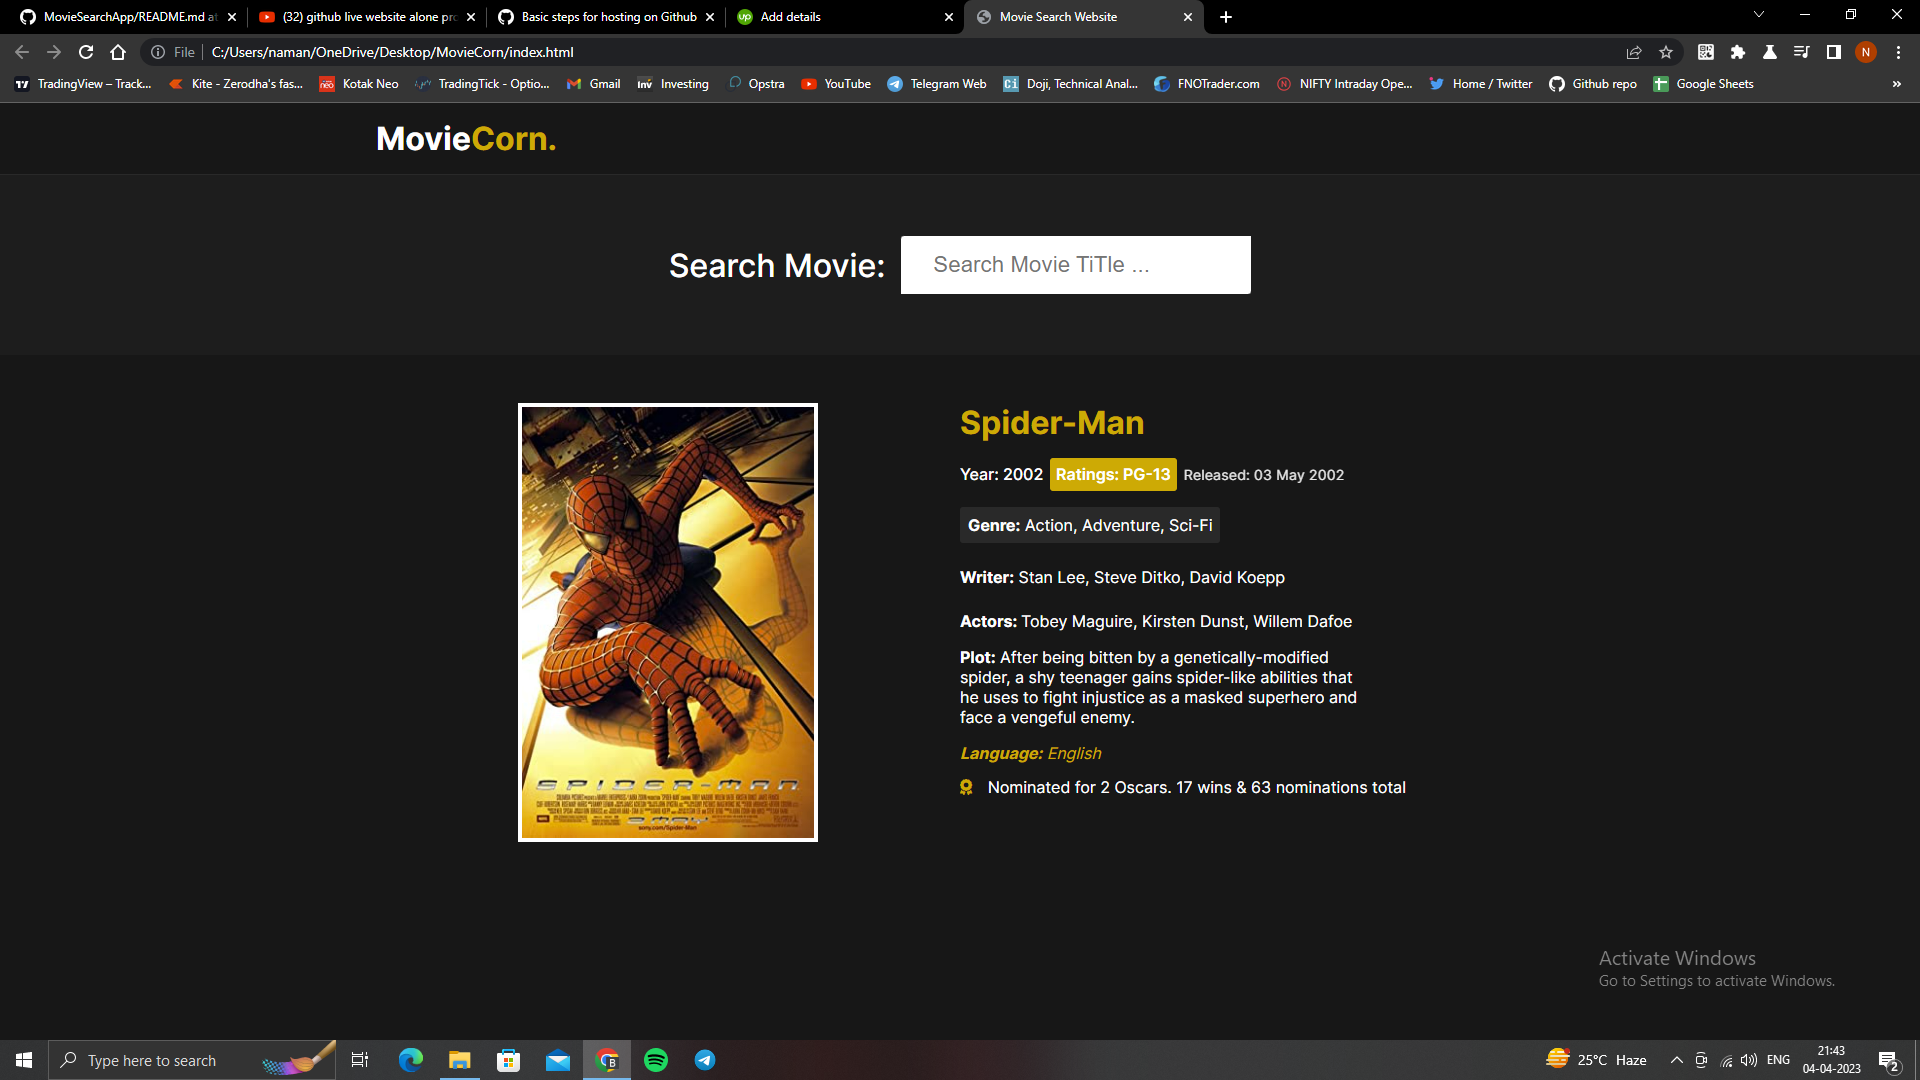 MovieSearchApp/README.md at
(32) github live website alone pro
Basic steps for hosting on Github
Add details
Movie Search Website
File
C:/Users/naman/OneDrive/Desktop/MovieCorn/index.html
N
TradingView – Track...
Kite - Zerodha's fas...
Kotak Neo
TradingTick - Optio...
Gmail
Investing
Opstra
YouTube
Telegram Web
Doji, Technical Anal...
FNOTrader.com
NIFTY Intraday Ope...
Home / Twitter
Github repo
Google Sheets
»
MovieCorn.
Search Movie:
Search Movie TiTle ...
Spider-Man
Year: 2002 Ratings: PG-13 Released: 03 May 2002
Genre: Action, Adventure, Sci-Fi
Writer: Stan Lee, Steve Ditko, David Koepp
Actors: Tobey Maguire, Kirsten Dunst, Willem Dafoe
Plot: After being bitten by a genetically-modified
spider, a shy teenager gains spider-like abilities that
he uses to fight injustice as a masked superhero and
face a vengeful enemy.
Language: English
Nominated for 2 Oscars. 17 wins & 63 nominations total
SPIDER-MAN
2 MAY
sony.com/Spider-Man
Activate Windows
Go to Settings to activate Windows.
Type here to search
25°C Haze
ENG
21:43
04-04-2023
2